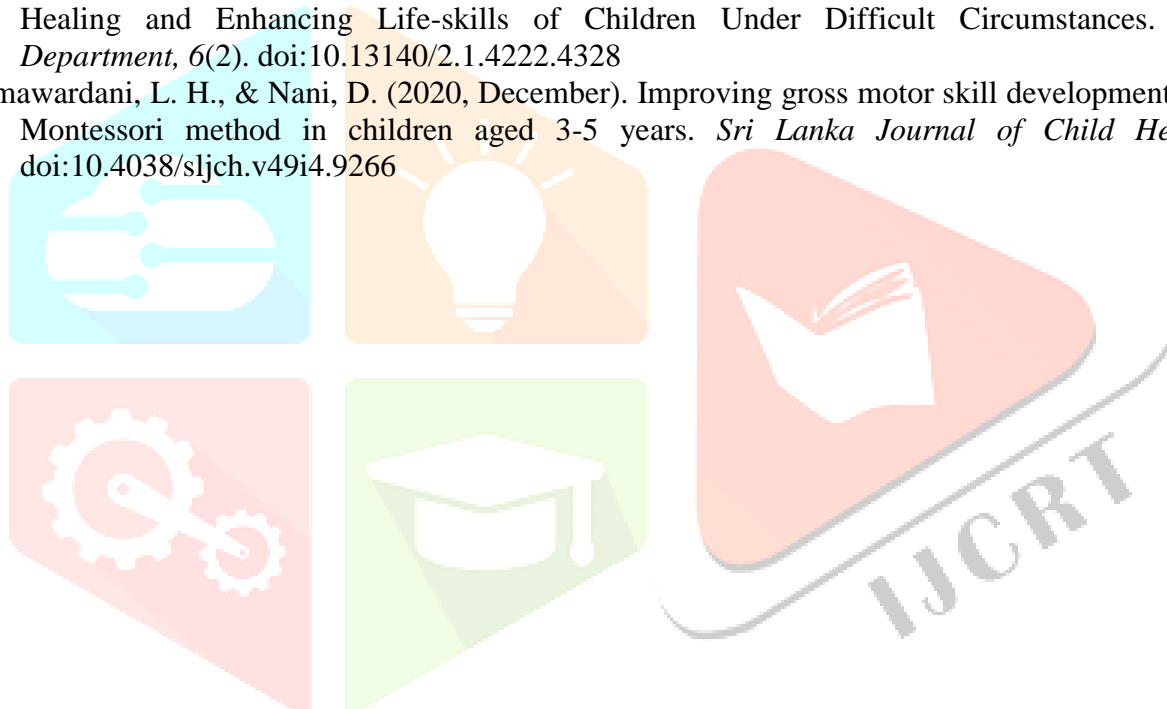 Healing and Enhancing Life-skills of Children Under Difficult Circumstances.
Department, 6(2). doi:10.13140/2.1.4222.4328
mawardani, L. H., & Nani, D. (2020, December). Improving gross motor skill development
Montessori method in children aged 3-5 years. Sri Lanka Journal of Child He
doi:10.4038/sljch.v49i4.9266
IJCRT